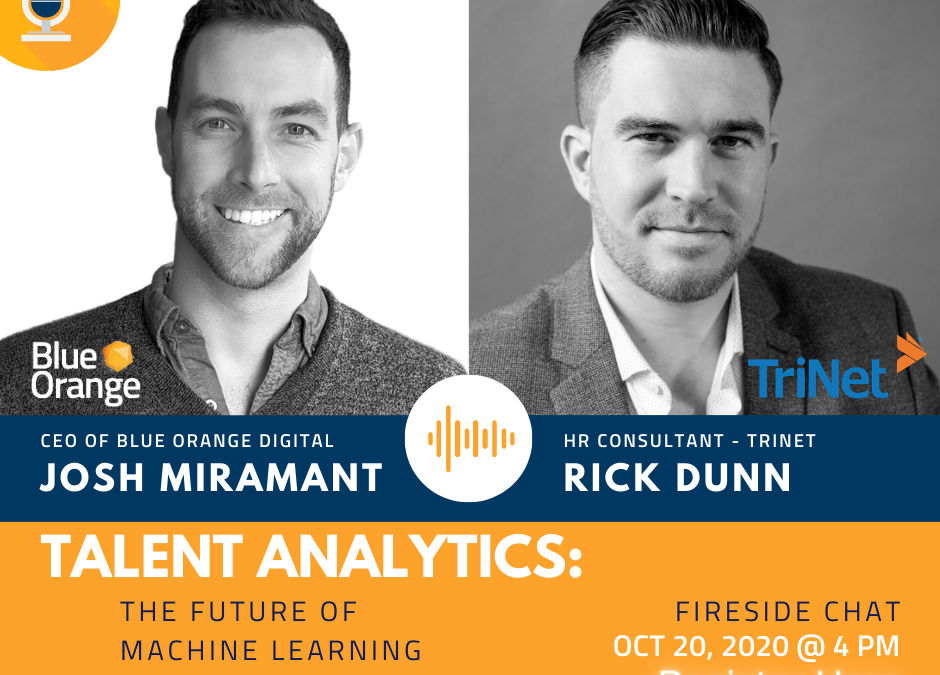 Blue
Orange
TriNet
CEO OF BLUE ORANGE DIGITAL
JOSH MIRAMANT
HR CONSULTANT - TRINET
RICK DUNN
TALENT ANALYTICS:
THE FUTURE OF
MACHINE LEARNING
FIRESIDE CHAT
OCT 20, 2020 @ 4 PM